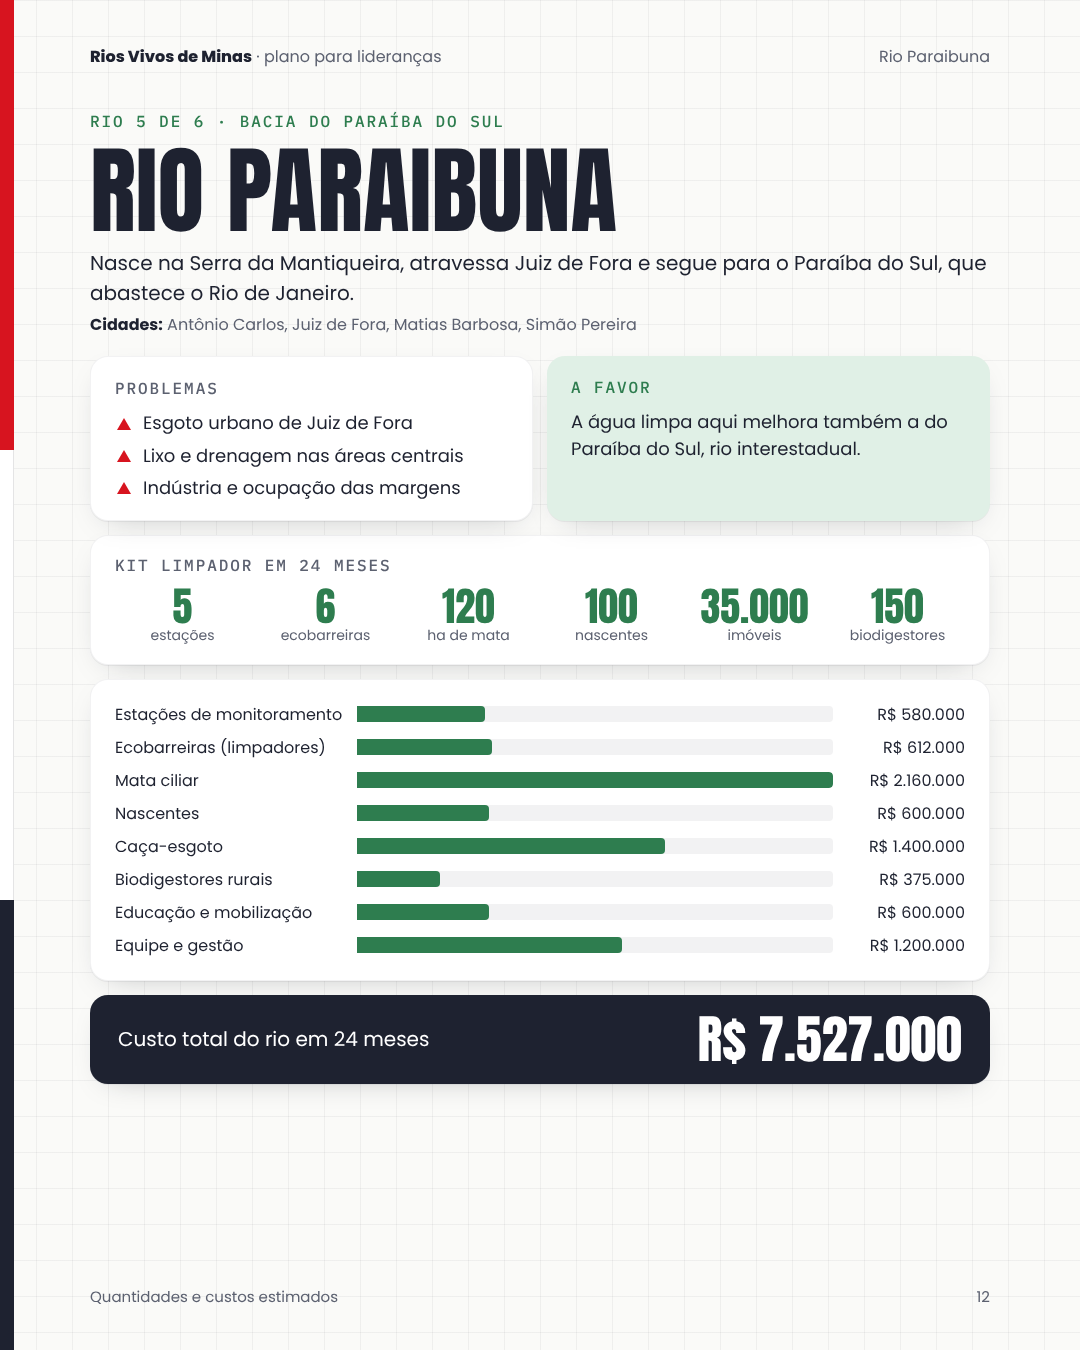 Rios Vivos de Minas · plano para lideranças
Rio Paraibuna
RIO 5 DE 6 · BACIA DO PARAÍBA DO SUL
RIO PARAIBUNA
Nasce na Serra da Mantiqueira, atravessa Juiz de Fora e segue para o Paraíba do Sul, que
abastece o Rio de Janeiro.
Cidades: Antônio Carlos, Juiz de Fora, Matias Barbosa, Simão Pereira
PROBLEMAS
Esgoto urbano de Juiz de Fora
Lixo e drenagem nas áreas centrais
Indústria e ocupação das margens
A FAVOR
A água limpa aqui melhora também a do
Paraíba do Sul, rio interestadual.
KIT LIMPADOR EM 24 MESES
5 6 120 100 35.000 150
estações ecobarreiras ha de mata nascentes imóveis biodigestores
Estações de monitoramento R$ 580.000
Ecobarreiras (limpadores) R$ 612.000
Mata ciliar R$ 2.160.000
Nascentes R$ 600.000
Caça-esgoto R$ 1.400.000
Biodigestores rurais R$ 375.000
Educação e mobilização R$ 600.000
Equipe e gestão R$ 1.200.000
Custo total do rio em 24 meses R$ 7.527.000
Quantidades e custos estimados 12